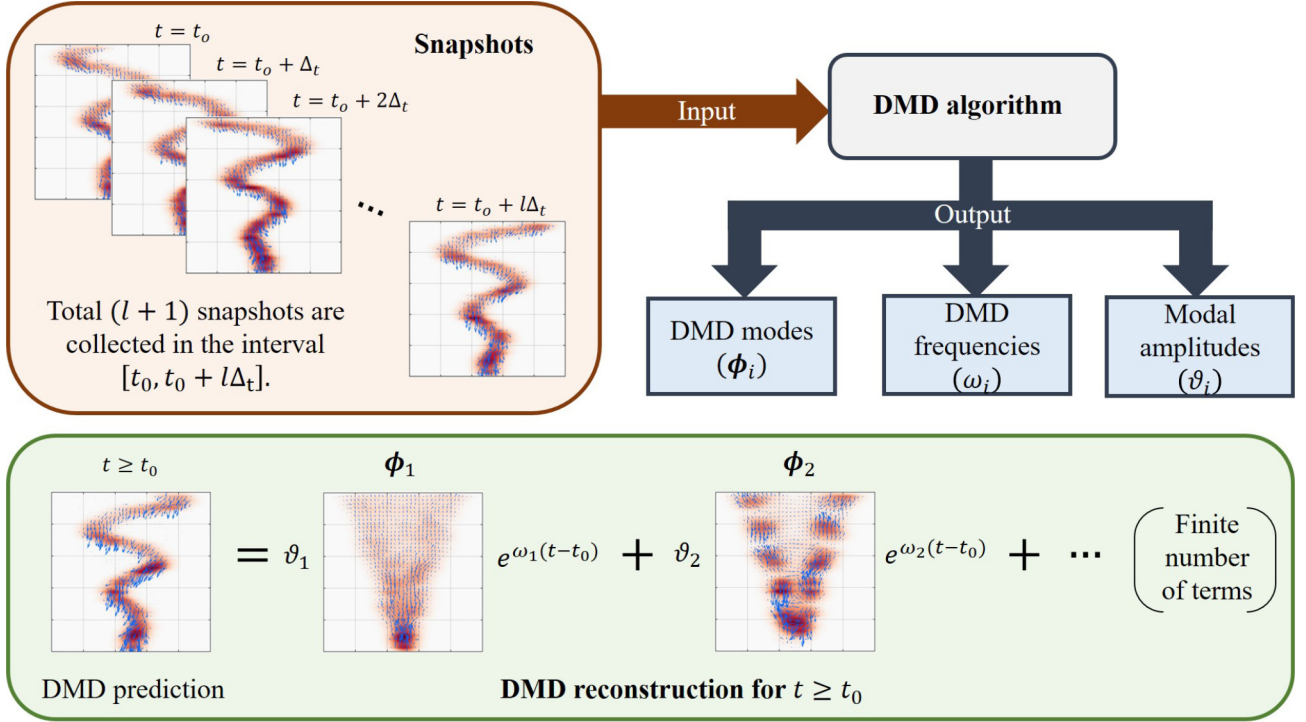 Snapshots
t = t_o
t = t_o + Δ_t
t = t_o + 2Δ_t
...
t = t_o + lΔ_t
Total (l + 1) snapshots are
collected in the interval
[t_0, t_0 + lΔ_t].
Input
DMD algorithm
Output
DMD modes
(ϕ_i)
DMD
frequencies
(ω_i)
Modal
amplitudes
(ϑ_i)
t ≥ t_0
ϕ_1
ϕ_2
= ϑ_1 e^{ω_1(t−t_0)} + ϑ_2 e^{ω_2(t−t_0)} + ...
Finite
number
of terms
DMD prediction
DMD reconstruction for t ≥ t_0